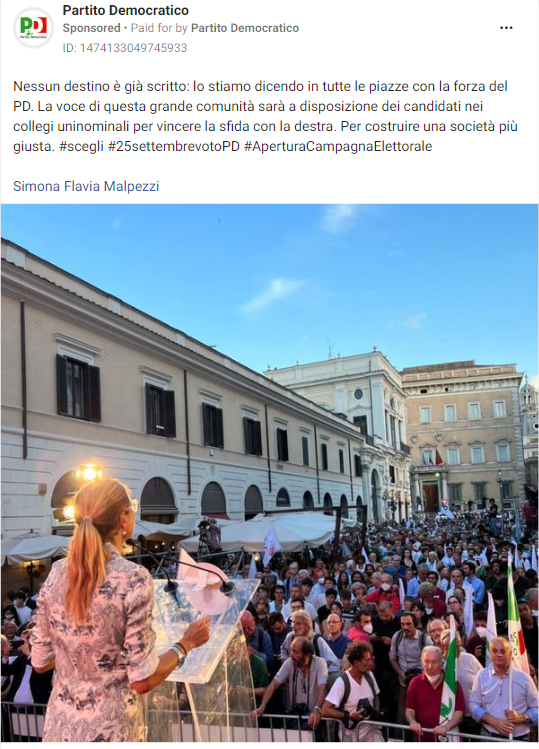 Partito Democratico
Sponsored • Paid for by Partito Democratico
ID: 1474133049745933
Nessun destino è già scritto: lo stiamo dicendo in tutte le piazze con la forza del
PD. La voce di questa grande comunità sarà a disposizione dei candidati nei
collegi uninominali per vincere la sfida con la destra. Per costruire una società più
giusta. #scegli #25settembrevotoPD #AperturaCampagnaElettorale
Simona Flavia Malpezzi
PD
Partito Democratico